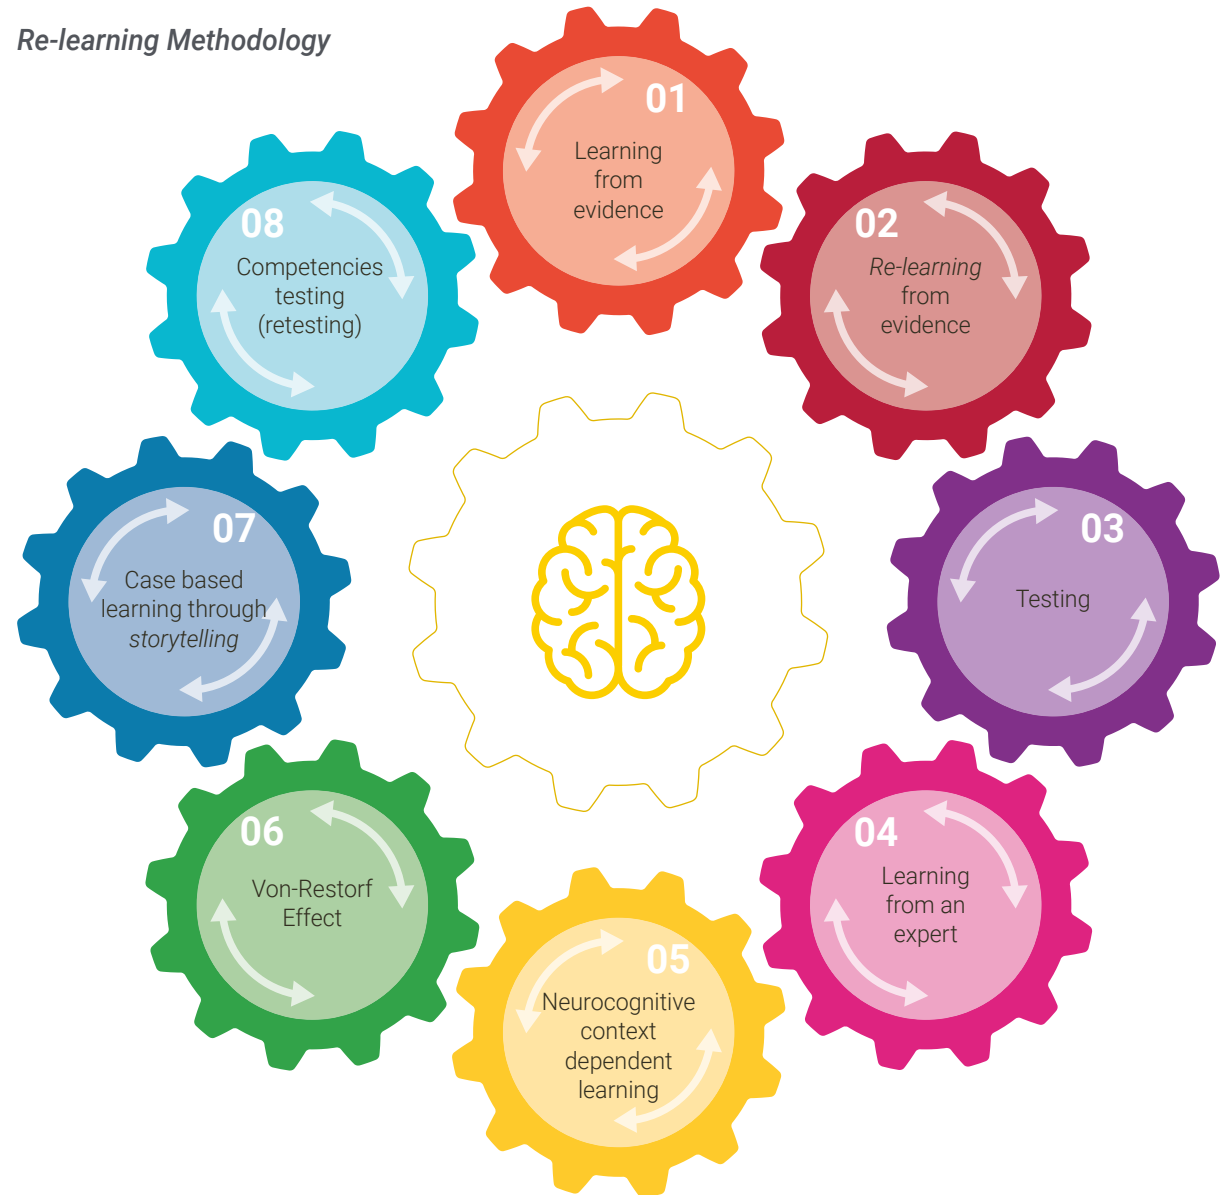 Re-learning Methodology
01
Learning
from
evidence
02
Re-learning
from
evidence
03
Testing
04
Learning
from an
expert
05
Neurocognitive
context
dependent
learning
06
Von-Restorf
Effect
07
Case based
learning through
storytelling
08
Competencies
testing
(retesting)